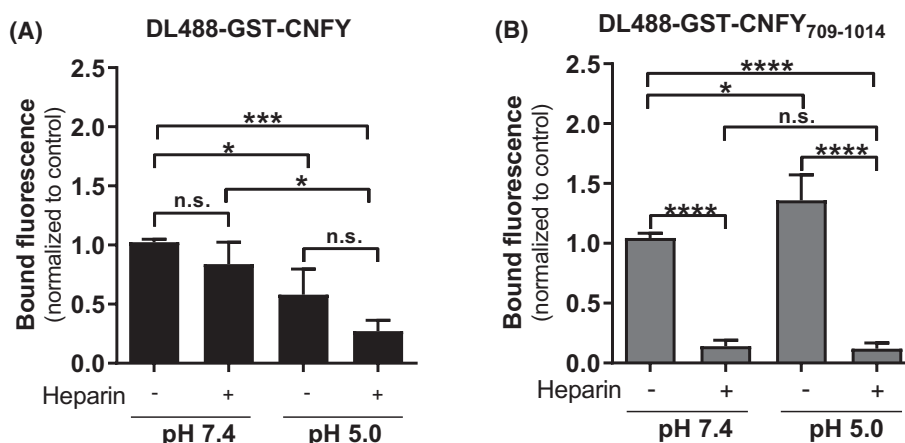 (A)
DL488-GST-CNFY
Bound fluorescence
(normalized to control)
2.5
2.0
1.5
1.0
0.5
0.0
***
*
*
n.s.
n.s.
Heparin - + - +
pH 7.4 pH 5.0
(B)
DL488-GST-CNFY709-1014
Bound fluorescence
(normalized to control)
2.5
2.0
1.5
1.0
0.5
0.0
****
*
n.s.
****
****
Heparin - + - +
pH 7.4 pH 5.0